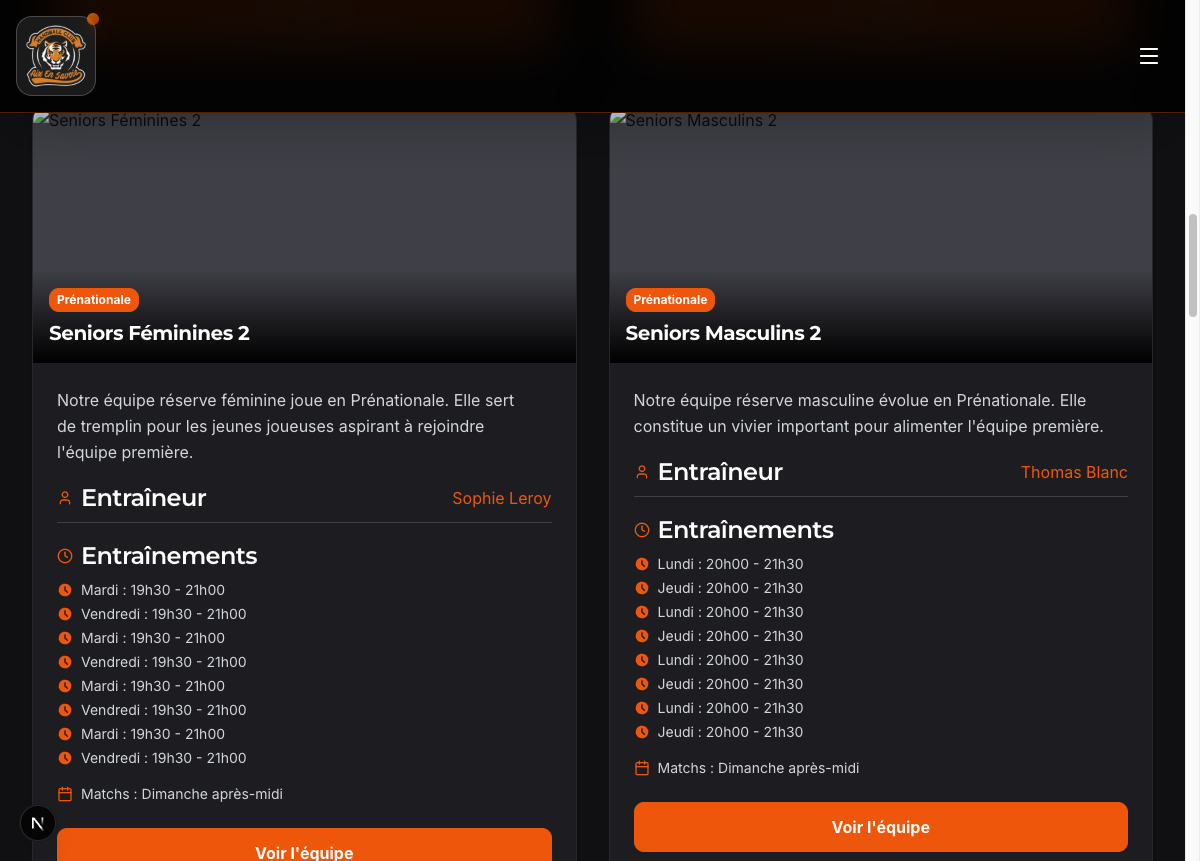 HANDBALL CLUB
Aix En Savoie
Seniors Féminines 2
Prénationale
Seniors Féminines 2
Notre équipe réserve féminine joue en Prénationale. Elle sert
de tremplin pour les jeunes joueuses aspirant à rejoindre
l'équipe première.
Entraîneur
Sophie Leroy
Entraînements
Mardi : 19h30 - 21h00
Vendredi : 19h30 - 21h00
Mardi : 19h30 - 21h00
Vendredi : 19h30 - 21h00
Mardi : 19h30 - 21h00
Vendredi : 19h30 - 21h00
Mardi : 19h30 - 21h00
Vendredi : 19h30 - 21h00
Matchs : Dimanche après-midi
Voir l'équipe
Seniors Masculins 2
Prénationale
Seniors Masculins 2
Notre équipe réserve masculine évolue en Prénationale. Elle
constitue un vivier important pour alimenter l'équipe première.
Entraîneur
Thomas Blanc
Entraînements
Lundi : 20h00 - 21h30
Jeudi : 20h00 - 21h30
Lundi : 20h00 - 21h30
Jeudi : 20h00 - 21h30
Lundi : 20h00 - 21h30
Jeudi : 20h00 - 21h30
Lundi : 20h00 - 21h30
Jeudi : 20h00 - 21h30
Matchs : Dimanche après-midi
Voir l'équipe
N